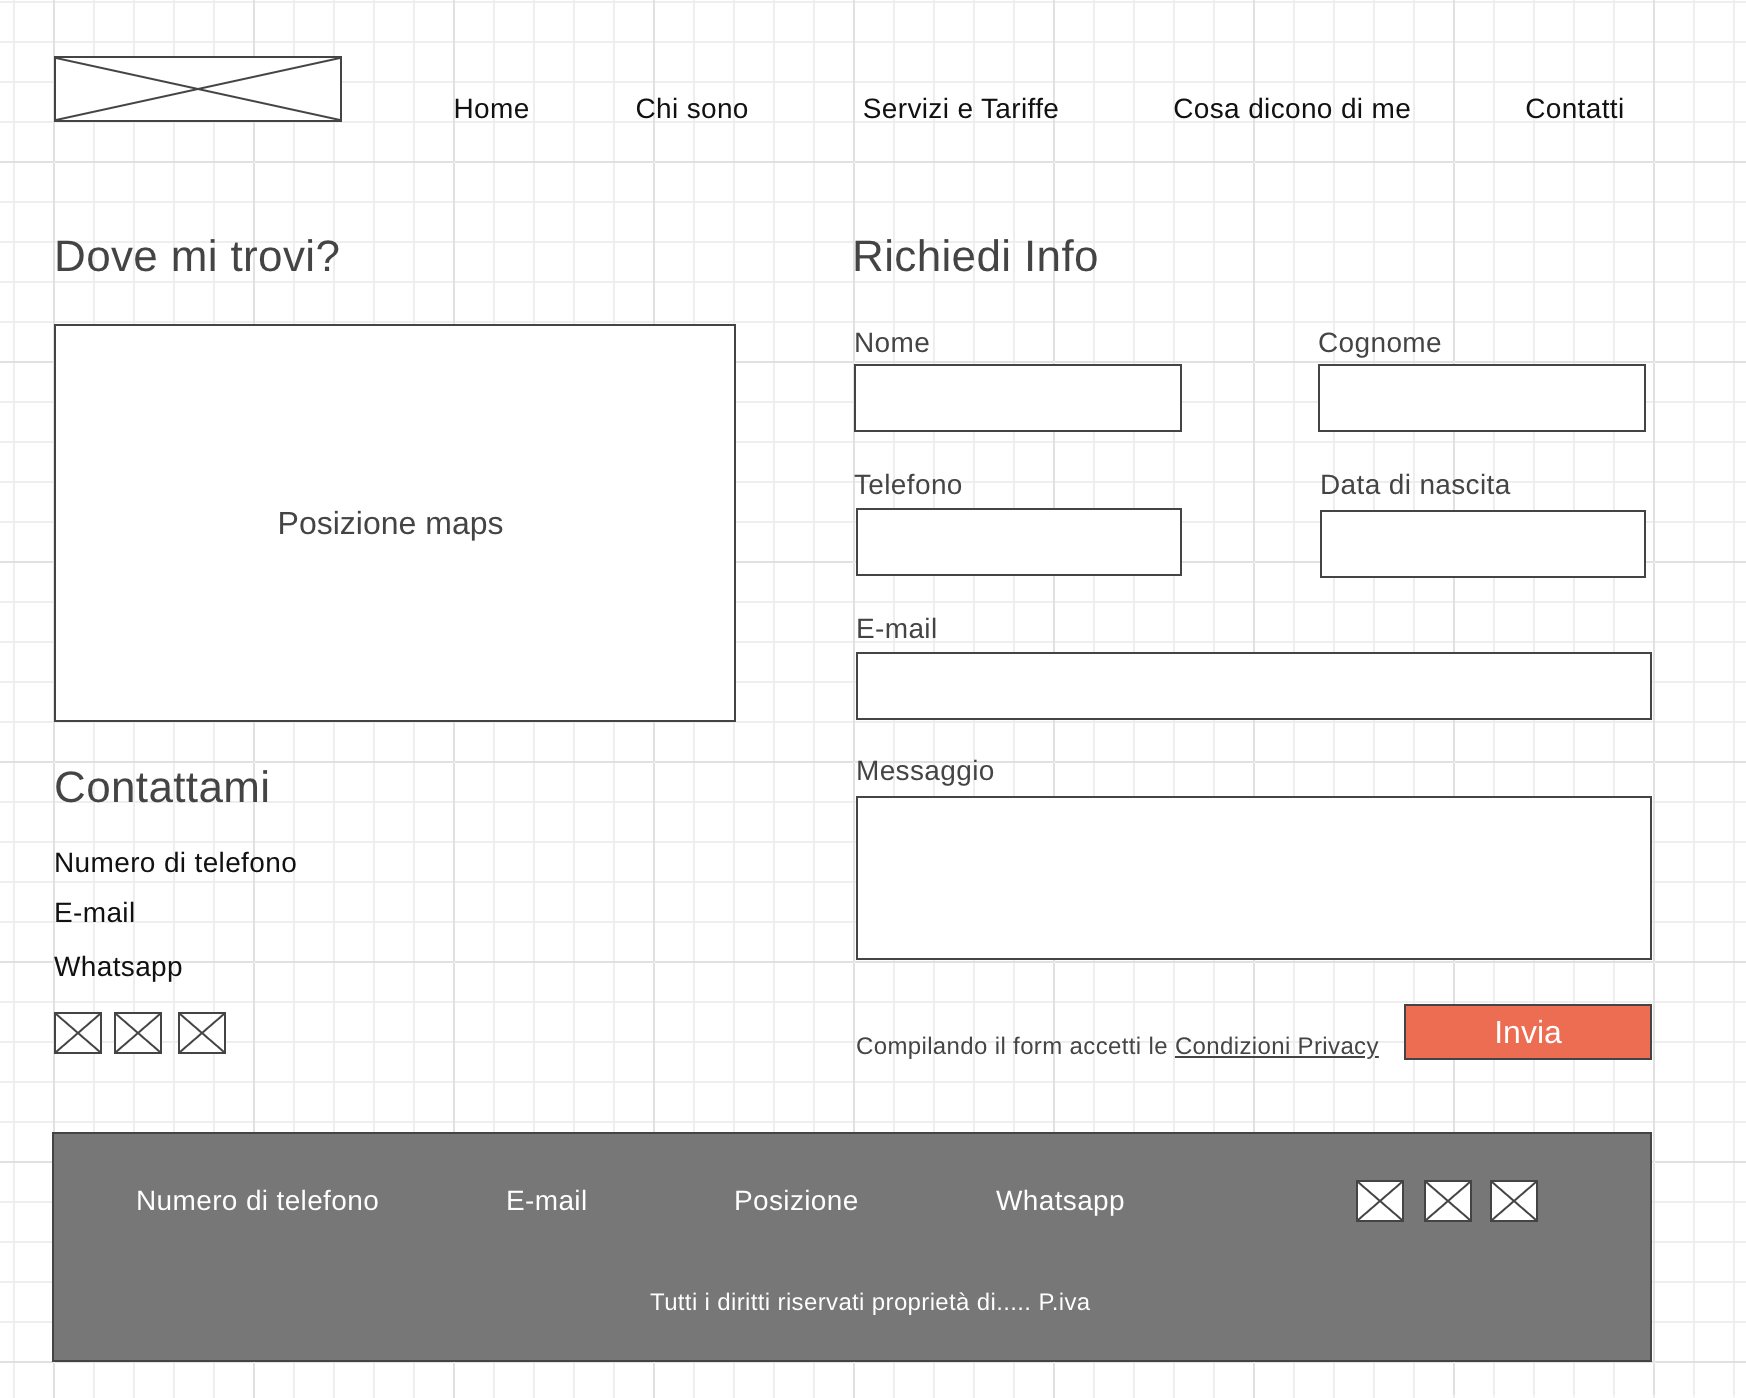 Home Chi sono Servizi e Tariffe Cosa dicono di me Contatti
Dove mi trovi?
Posizione maps
Contattami
Numero di telefono
E-mail
Whatsapp
Richiedi Info
Nome Cognome
Telefono Data di nascita
E-mail
Messaggio
Compilando il form accetti le Condizioni Privacy
Invia
Numero di telefono E-mail Posizione Whatsapp
Tutti i diritti riservati proprietà di..... P.iva